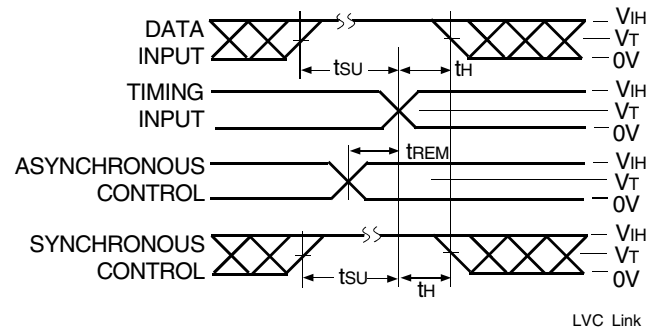 DATA
INPUT
tSU
tH
VIH
VT
0V
TIMING
INPUT
VIH
VT
0V
tREM
ASYNCHRONOUS
CONTROL
VIH
VT
0V
SYNCHRONOUS
CONTROL
tSU
tH
VIH
VT
0V
LVC Link